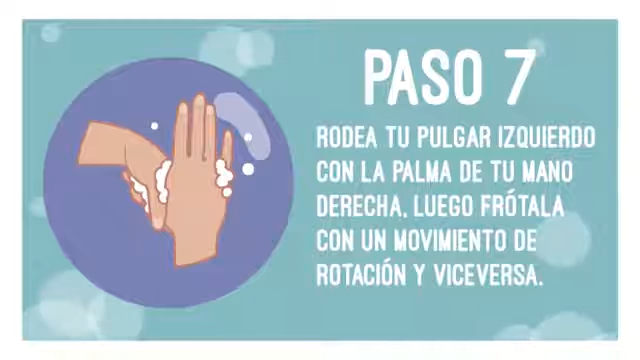 PASO 7
RODEA TU PULGAR IZQUIERDO
CON LA PALMA DE TU MANO
DERECHA, LUEGO FRÓTALA
CON UN MOVIMIENTO DE
ROTACIÓN Y VICEVERSA.